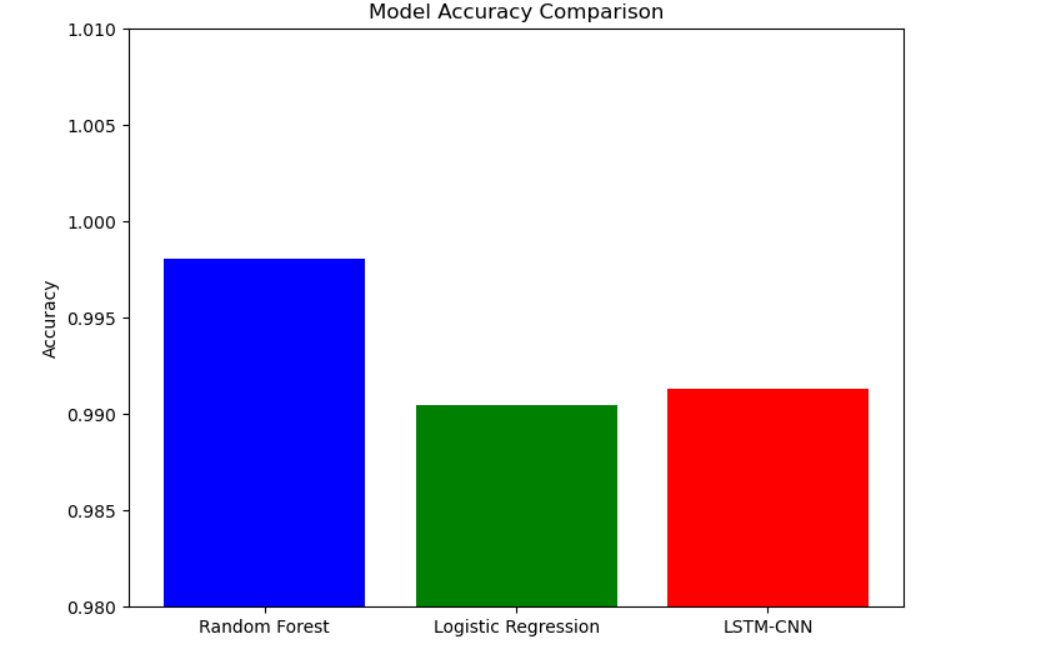 Model Accuracy Comparison
1.010
1.005
1.000
0.995
0.990
0.985
0.980
Accuracy
Random Forest
Logistic Regression
LSTM-CNN